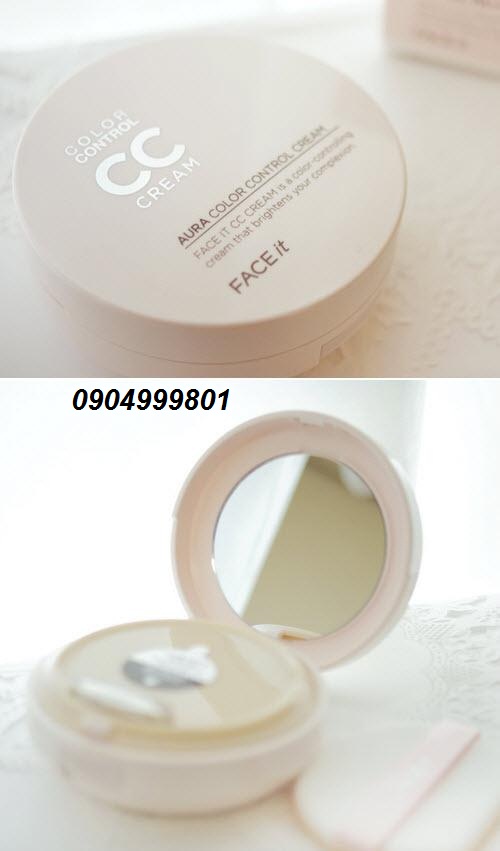 COLOR
CONTROL
CC
CREAM
AURA COLOR CONTROL CREAM
FACE IT CC CREAM is a color-controlling
cream that brightens your complexion
FACE it
0904999801